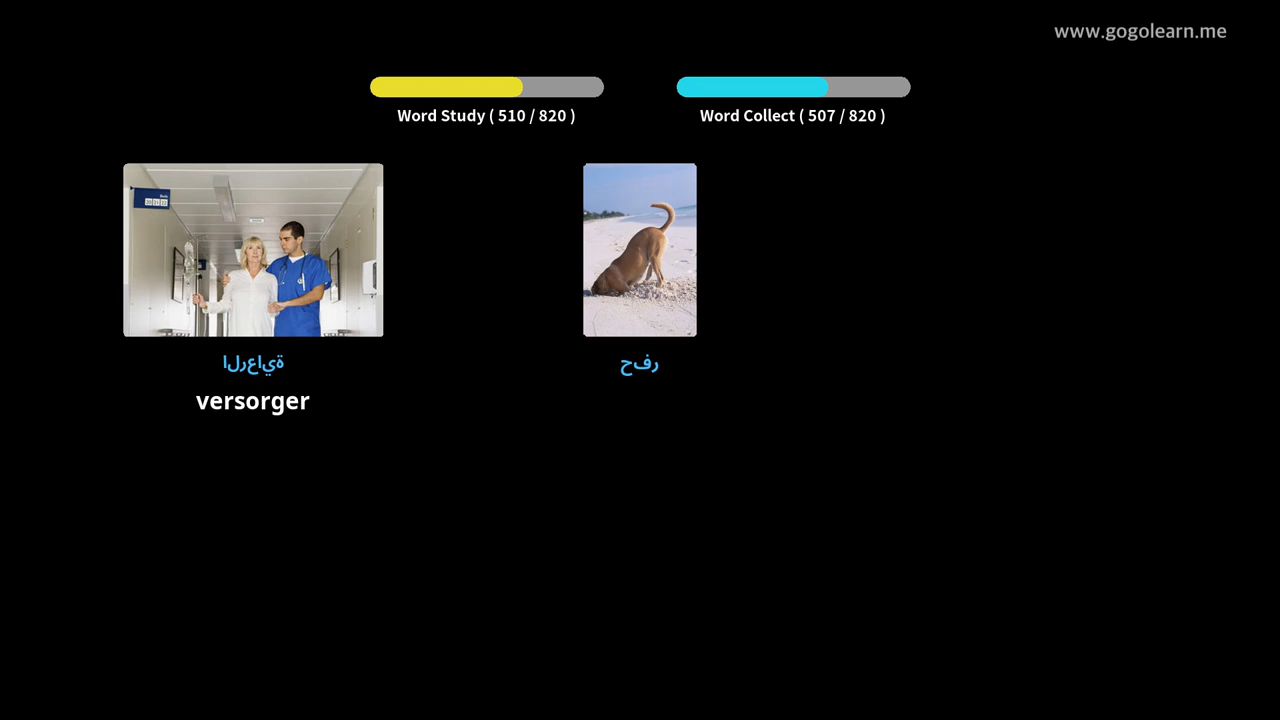 www.gogolearn.me
Word Study ( 510 / 820 )
Word Collect ( 507 / 820 )
الرعاية
حفر
versorger